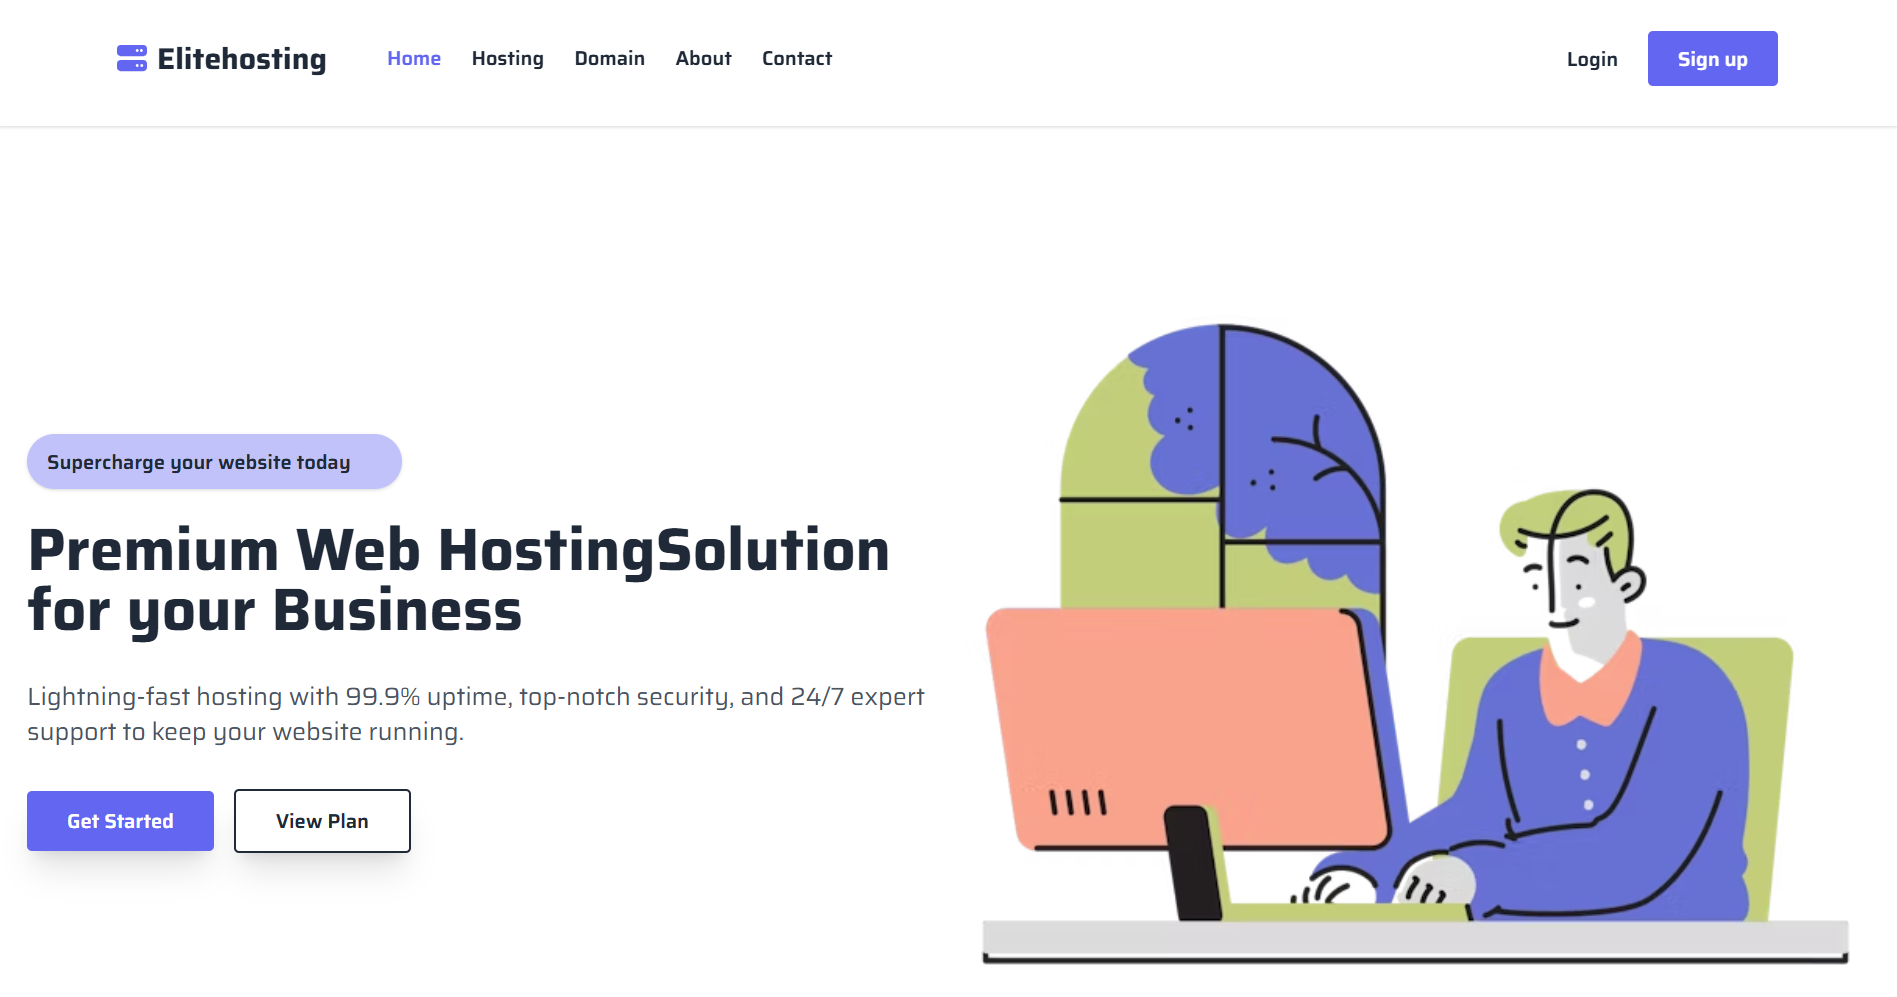 Elitehosting
Home Hosting Domain About Contact
Login Sign up
Supercharge your website today
Premium Web HostingSolution
for your Business
Lightning-fast hosting with 99.9% uptime, top-notch security, and 24/7 expert
support to keep your website running.
Get Started View Plan